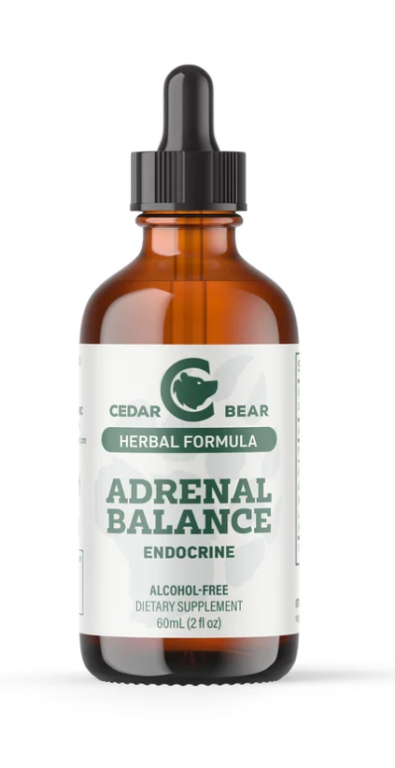 CEDAR BEAR
HERBAL FORMULA
ADRENAL
BALANCE
ENDOCRINE
ALCOHOL-FREE
DIETARY SUPPLEMENT
60mL (2 fl oz)